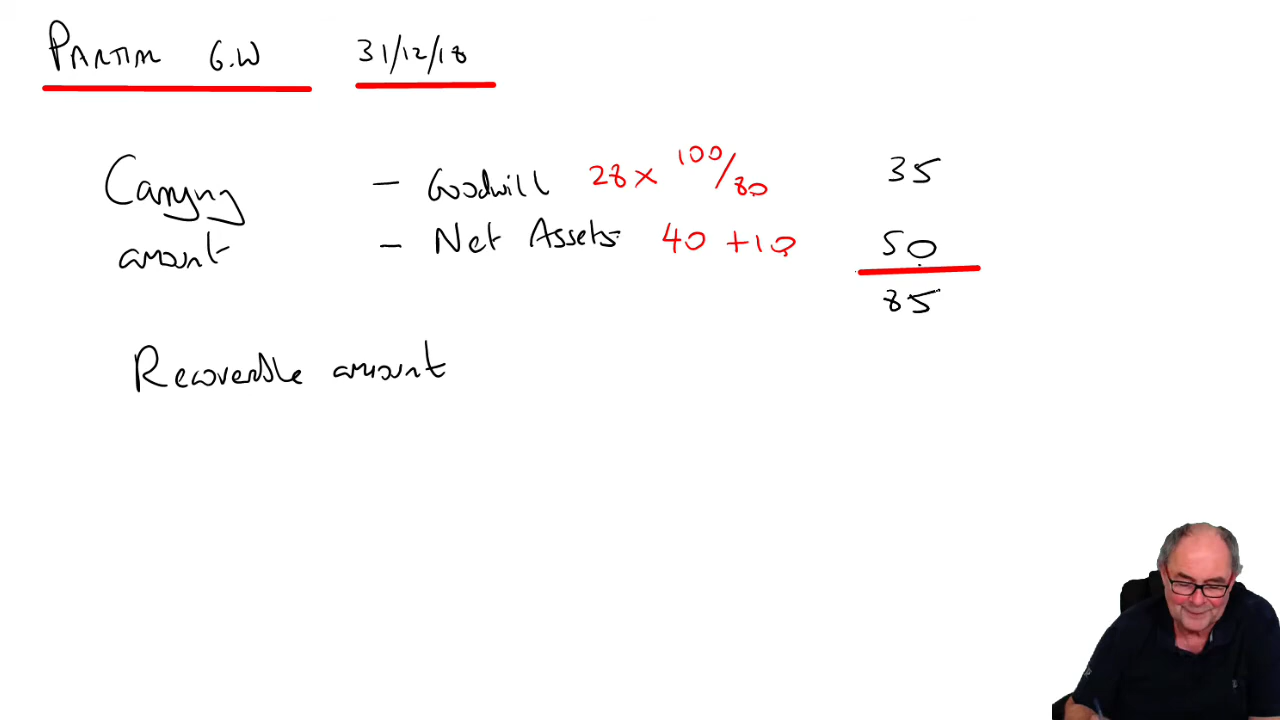 PARTIAL G.W 31/12/18
Carrying - Goodwill 28 x 100/80 35
amount - Net Assets 40 + 10 50
85
Recoverable amount